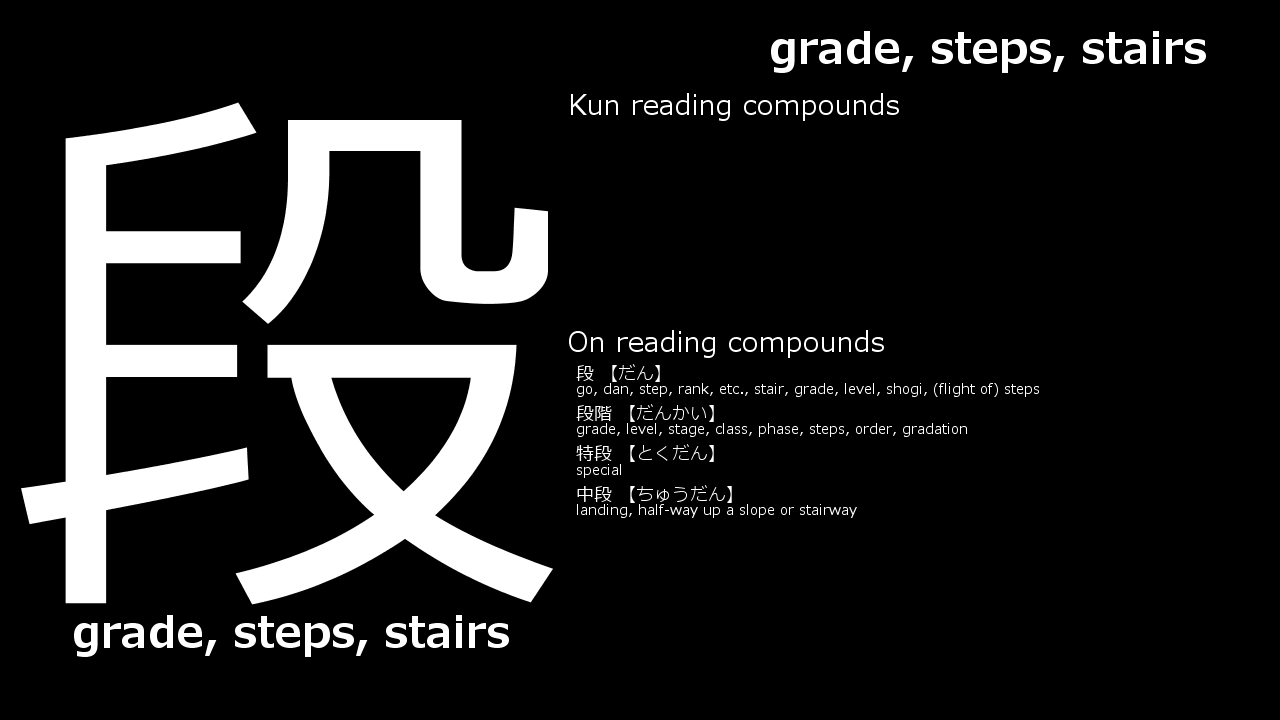 段
grade, steps, stairs
grade, steps, stairs
Kun reading compounds
On reading compounds
段 【だん】
go, dan, step, rank, etc., stair, grade, level, shogi, (flight of) steps
段階 【だんかい】
grade, level, stage, class, phase, steps, order, gradation
特段 【とくだん】
special
中段 【ちゅうだん】
landing, half-way up a slope or stairway